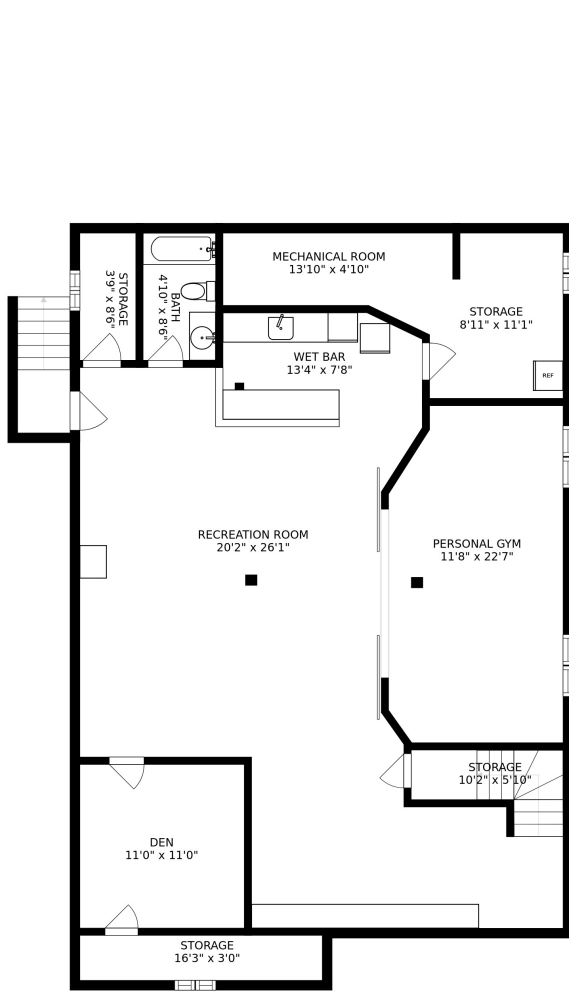 MECHANICAL ROOM
13'10" x 4'10"
STORAGE
3'9" x 8'6"
BATH
4'10" x 8'6"
STORAGE
8'11" x 11'1"
WET BAR
13'4" x 7'8"
REF
RECREATION ROOM
20'2" x 26'1"
PERSONAL GYM
11'8" x 22'7"
STORAGE
10'2" x 5'10"
DEN
11'0" x 11'0"
STORAGE
16'3" x 3'0"